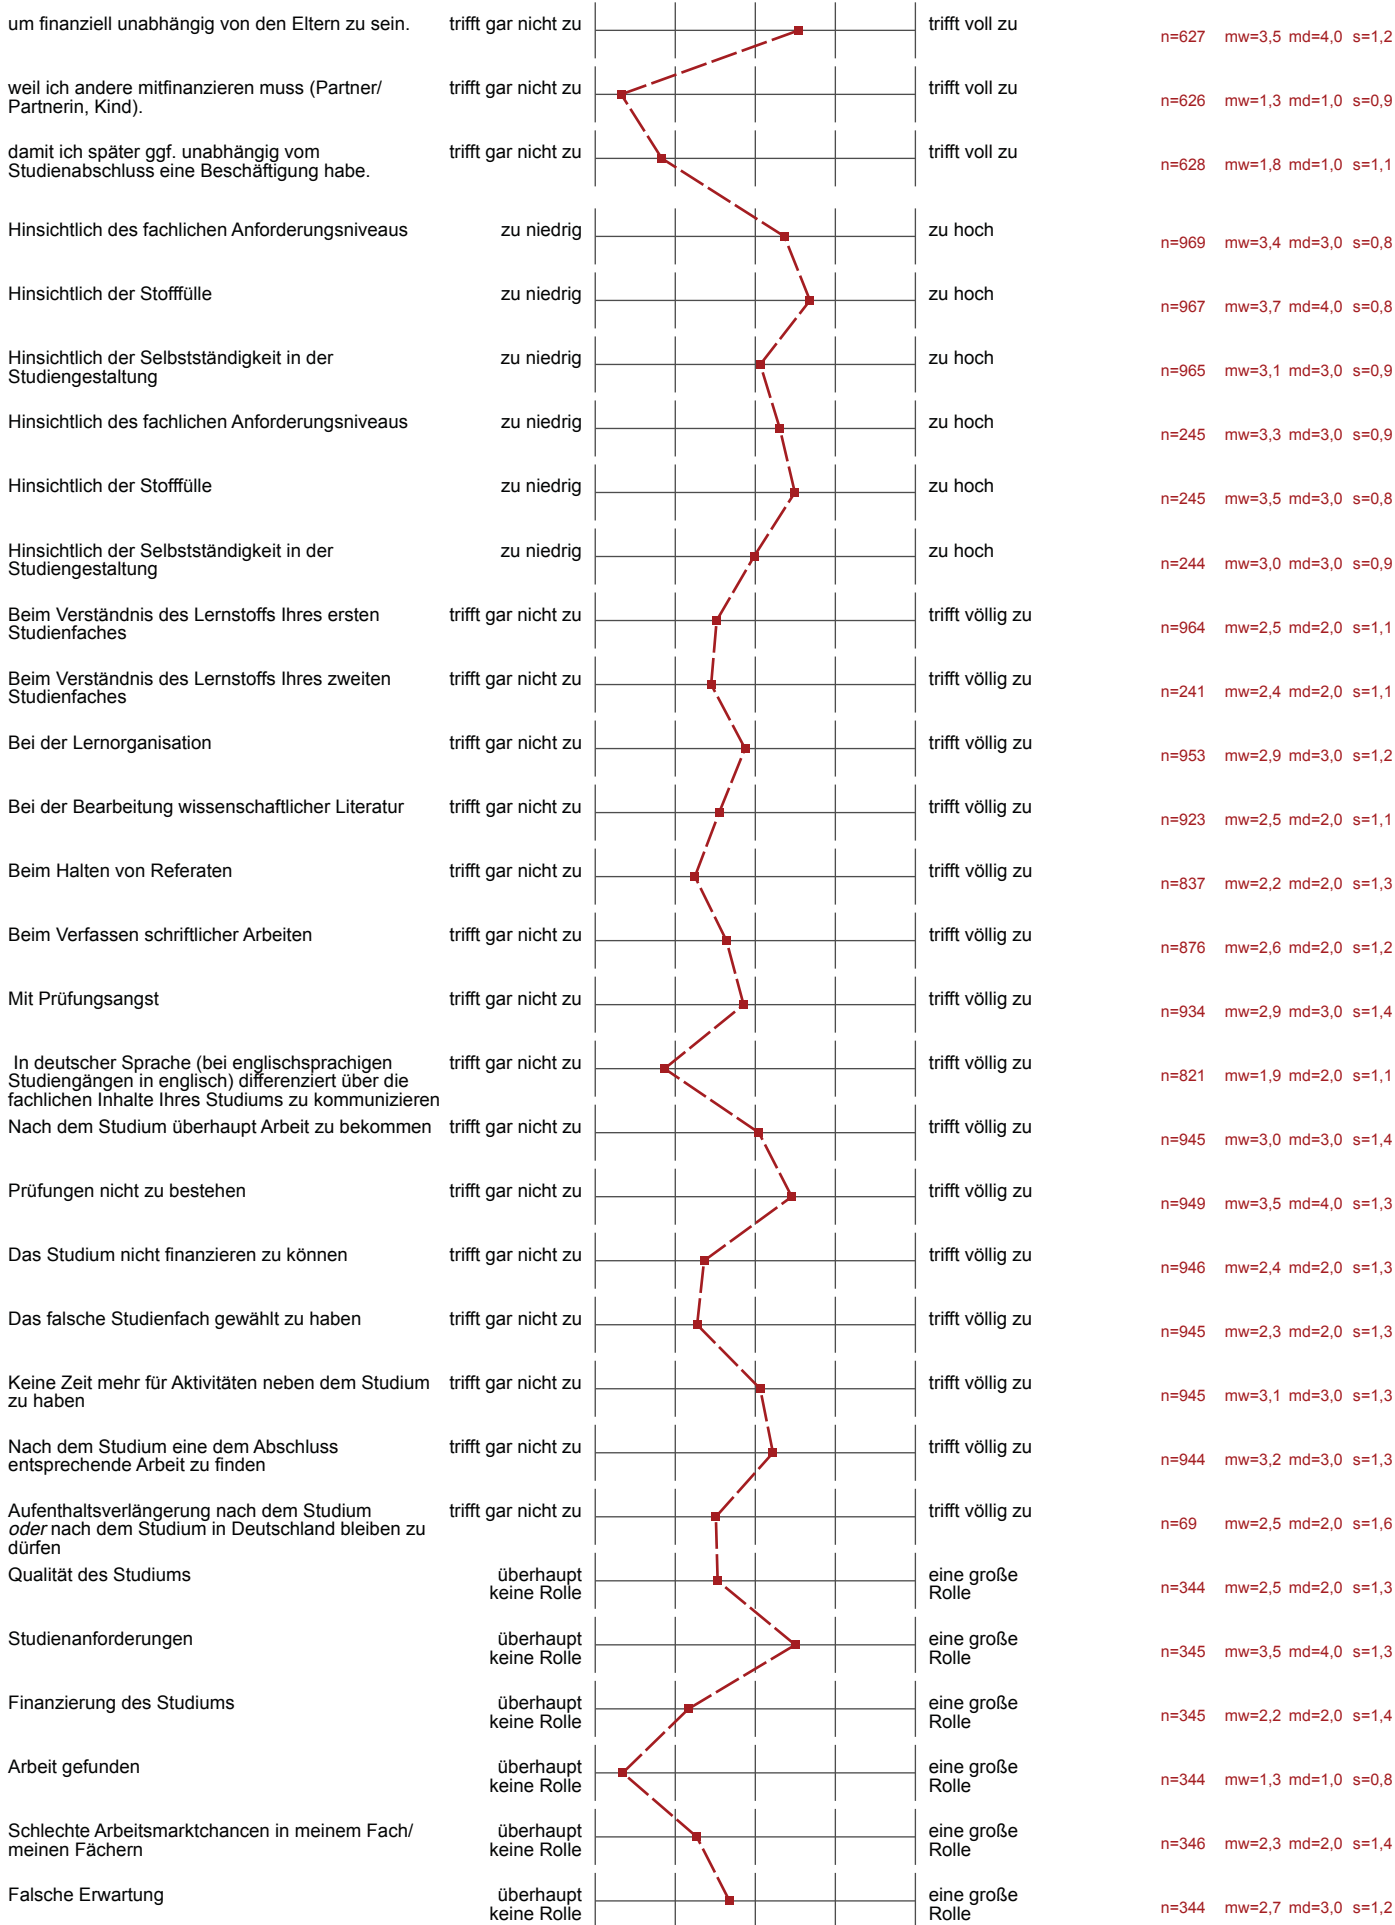 um finanziell unabhängig von den Eltern zu sein. trifft gar nicht zu trifft voll zu n=627 mw=3,5 md=4,0 s=1,2
weil ich andere mitfinanzieren muss (Partner/ trifft gar nicht zu trifft voll zu
Partnerin, Kind). n=626 mw=1,3 md=1,0 s=0,9
damit ich später ggf. unabhängig vom trifft gar nicht zu trifft voll zu
Studienabschluss eine Beschäftigung habe. n=628 mw=1,8 md=1,0 s=1,1
Hinsichtlich des fachlichen Anforderungsniveaus zu niedrig zu hoch n=969 mw=3,4 md=3,0 s=0,8
Hinsichtlich der Stofffülle zu niedrig zu hoch n=967 mw=3,7 md=4,0 s=0,8
Hinsichtlich der Selbstständigkeit in der zu niedrig zu hoch
Studiengestaltung n=965 mw=3,1 md=3,0 s=0,9
Hinsichtlich des fachlichen Anforderungsniveaus zu niedrig zu hoch n=245 mw=3,3 md=3,0 s=0,9
Hinsichtlich der Stofffülle zu niedrig zu hoch n=245 mw=3,5 md=3,0 s=0,8
Hinsichtlich der Selbstständigkeit in der zu niedrig zu hoch
Studiengestaltung n=244 mw=3,0 md=3,0 s=0,9
Beim Verständnis des Lernstoffs Ihres ersten trifft gar nicht zu trifft völlig zu
Studienfaches n=964 mw=2,5 md=2,0 s=1,1
Beim Verständnis des Lernstoffs Ihres zweiten trifft gar nicht zu trifft völlig zu
Studienfaches n=241 mw=2,4 md=2,0 s=1,1
Bei der Lernorganisation trifft gar nicht zu trifft völlig zu n=953 mw=2,9 md=3,0 s=1,2
Bei der Bearbeitung wissenschaftlicher Literatur trifft gar nicht zu trifft völlig zu n=923 mw=2,5 md=2,0 s=1,1
Beim Halten von Referaten trifft gar nicht zu trifft völlig zu n=837 mw=2,2 md=2,0 s=1,3
Beim Verfassen schriftlicher Arbeiten trifft gar nicht zu trifft völlig zu n=876 mw=2,6 md=2,0 s=1,2
Mit Prüfungsangst trifft gar nicht zu trifft völlig zu n=934 mw=2,9 md=3,0 s=1,4
In deutscher Sprache (bei englischsprachigen trifft gar nicht zu trifft völlig zu
Studiengängen in englisch) differenziert über die n=821 mw=1,9 md=2,0 s=1,1
fachlichen Inhalte Ihres Studiums zu kommunizieren
Nach dem Studium überhaupt Arbeit zu bekommen trifft gar nicht zu trifft völlig zu n=945 mw=3,0 md=3,0 s=1,4
Prüfungen nicht zu bestehen trifft gar nicht zu trifft völlig zu n=949 mw=3,5 md=4,0 s=1,3
Das Studium nicht finanzieren zu können trifft gar nicht zu trifft völlig zu n=946 mw=2,4 md=2,0 s=1,3
Das falsche Studienfach gewählt zu haben trifft gar nicht zu trifft völlig zu n=945 mw=2,3 md=2,0 s=1,3
Keine Zeit mehr für Aktivitäten neben dem Studium trifft gar nicht zu trifft völlig zu
zu haben n=945 mw=3,1 md=3,0 s=1,3
Nach dem Studium eine dem Abschluss trifft gar nicht zu trifft völlig zu
entsprechende Arbeit zu finden n=944 mw=3,2 md=3,0 s=1,3
Aufenthaltsverlängerung nach dem Studium trifft gar nicht zu trifft völlig zu
oder nach dem Studium in Deutschland bleiben zu n=69 mw=2,5 md=2,0 s=1,6
dürfen
Qualität des Studiums überhaupt eine große
keine Rolle Rolle n=344 mw=2,5 md=2,0 s=1,3
Studienanforderungen überhaupt eine große
keine Rolle Rolle n=345 mw=3,5 md=4,0 s=1,3
Finanzierung des Studiums überhaupt eine große
keine Rolle Rolle n=345 mw=2,2 md=2,0 s=1,4
Arbeit gefunden überhaupt eine große
keine Rolle Rolle n=344 mw=1,3 md=1,0 s=0,8
Schlechte Arbeitsmarktchancen in meinem Fach/ überhaupt eine große
meinen Fächern keine Rolle Rolle n=346 mw=2,3 md=2,0 s=1,4
Falsche Erwartung überhaupt eine große
keine Rolle Rolle n=344 mw=2,7 md=3,0 s=1,2